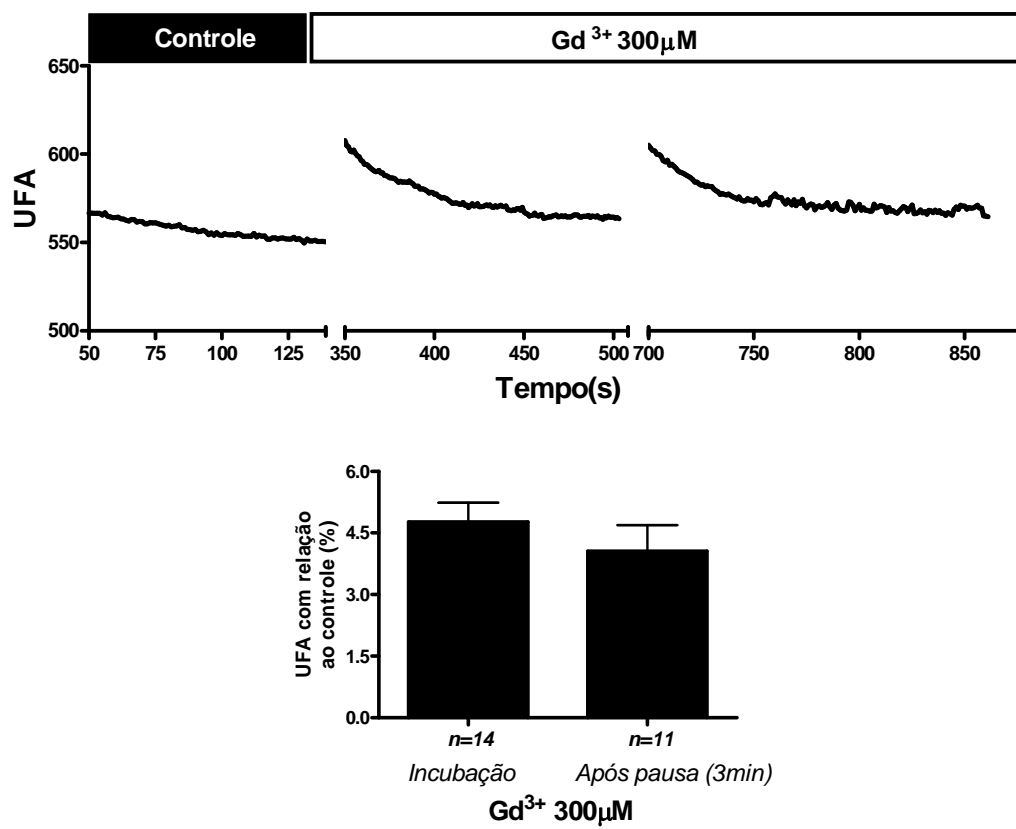 Controle
Gd 3+ 300µM
650
600
550
500
UFA
50 75 100 125 350 400 450 500 700 750 800 850
Tempo(s)
6.0
4.5
3.0
1.5
0.0
UFA com relação
ao controle (%)
n=14 n=11
Incubação Após pausa (3min)
Gd3+ 300µM